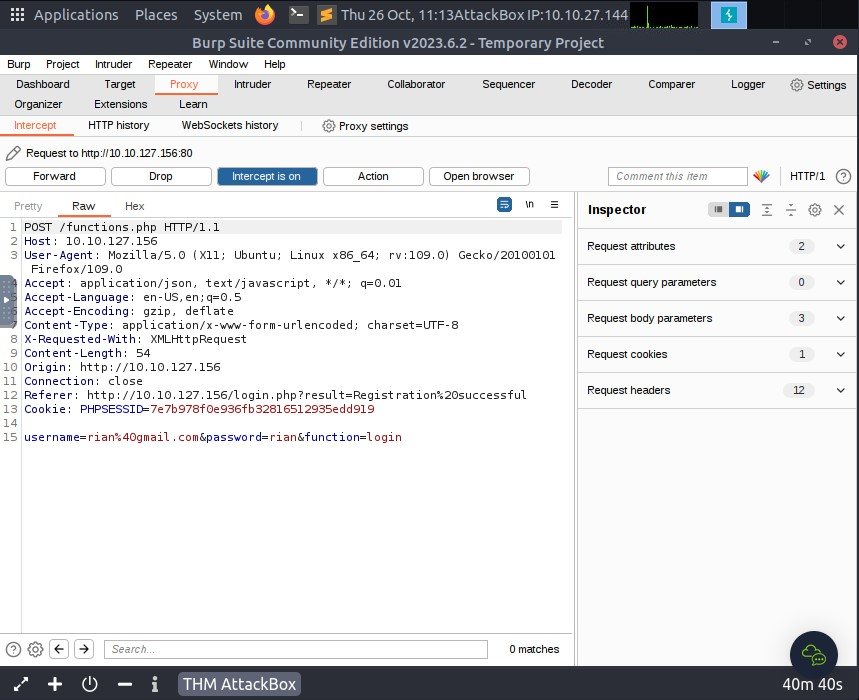 Applications Places System Thu 26 Oct, 11:13 AttackBox IP:10.10.27.144
Burp Suite Community Edition v2023.6.2 - Temporary Project
Burp Project Intruder Repeater Window Help
Dashboard Target Proxy Intruder Repeater Collaborator Sequencer Decoder Comparer Logger Settings
Organizer Extensions Learn
Intercept HTTP history WebSockets history Proxy settings
Request to http://10.10.127.156:80
Forward Drop Intercept is on Action Open browser Comment this item HTTP/1 ?
Pretty Raw Hex \n
1 POST /functions.php HTTP/1.1
2 Host: 10.10.127.156
3 User-Agent: Mozilla/5.0 (X11; Ubuntu; Linux x86_64; rv:109.0) Gecko/20100101
Firefox/109.0
Accept: application/json, text/javascript, */*; q=0.01
Accept-Language: en-US,en;q=0.5
Accept-Encoding: gzip, deflate
Content-Type: application/x-www-form-urlencoded; charset=UTF-8
8 X-Requested-With: XMLHttpRequest
9 Content-Length: 54
10 Origin: http://10.10.127.156
11 Connection: close
12 Referer: http://10.10.127.156/login.php?result=Registration%20successful
13 Cookie: PHPSESSID=7e7b978f0e936fb32816512935edd919
14
15 username=rian%40gmail.com&password=rian&function=login
Inspector
Request attributes 2
Request query parameters 0
Request body parameters 3
Request cookies 1
Request headers 12
? Search... 0 matches
THM AttackBox 40m 40s